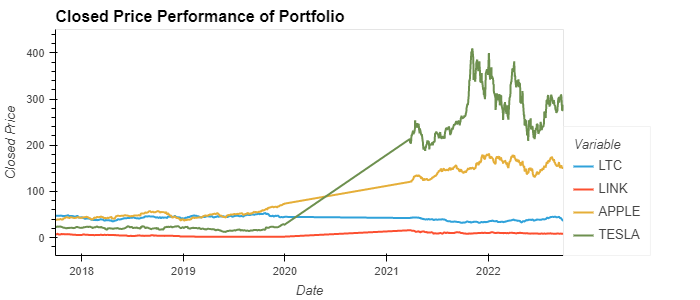 Closed Price Performance of Portfolio
400
300
200
100
0
Closed Price
2018
2019
2020
2021
2022
Date
Variable
LTC
LINK
APPLE
TESLA